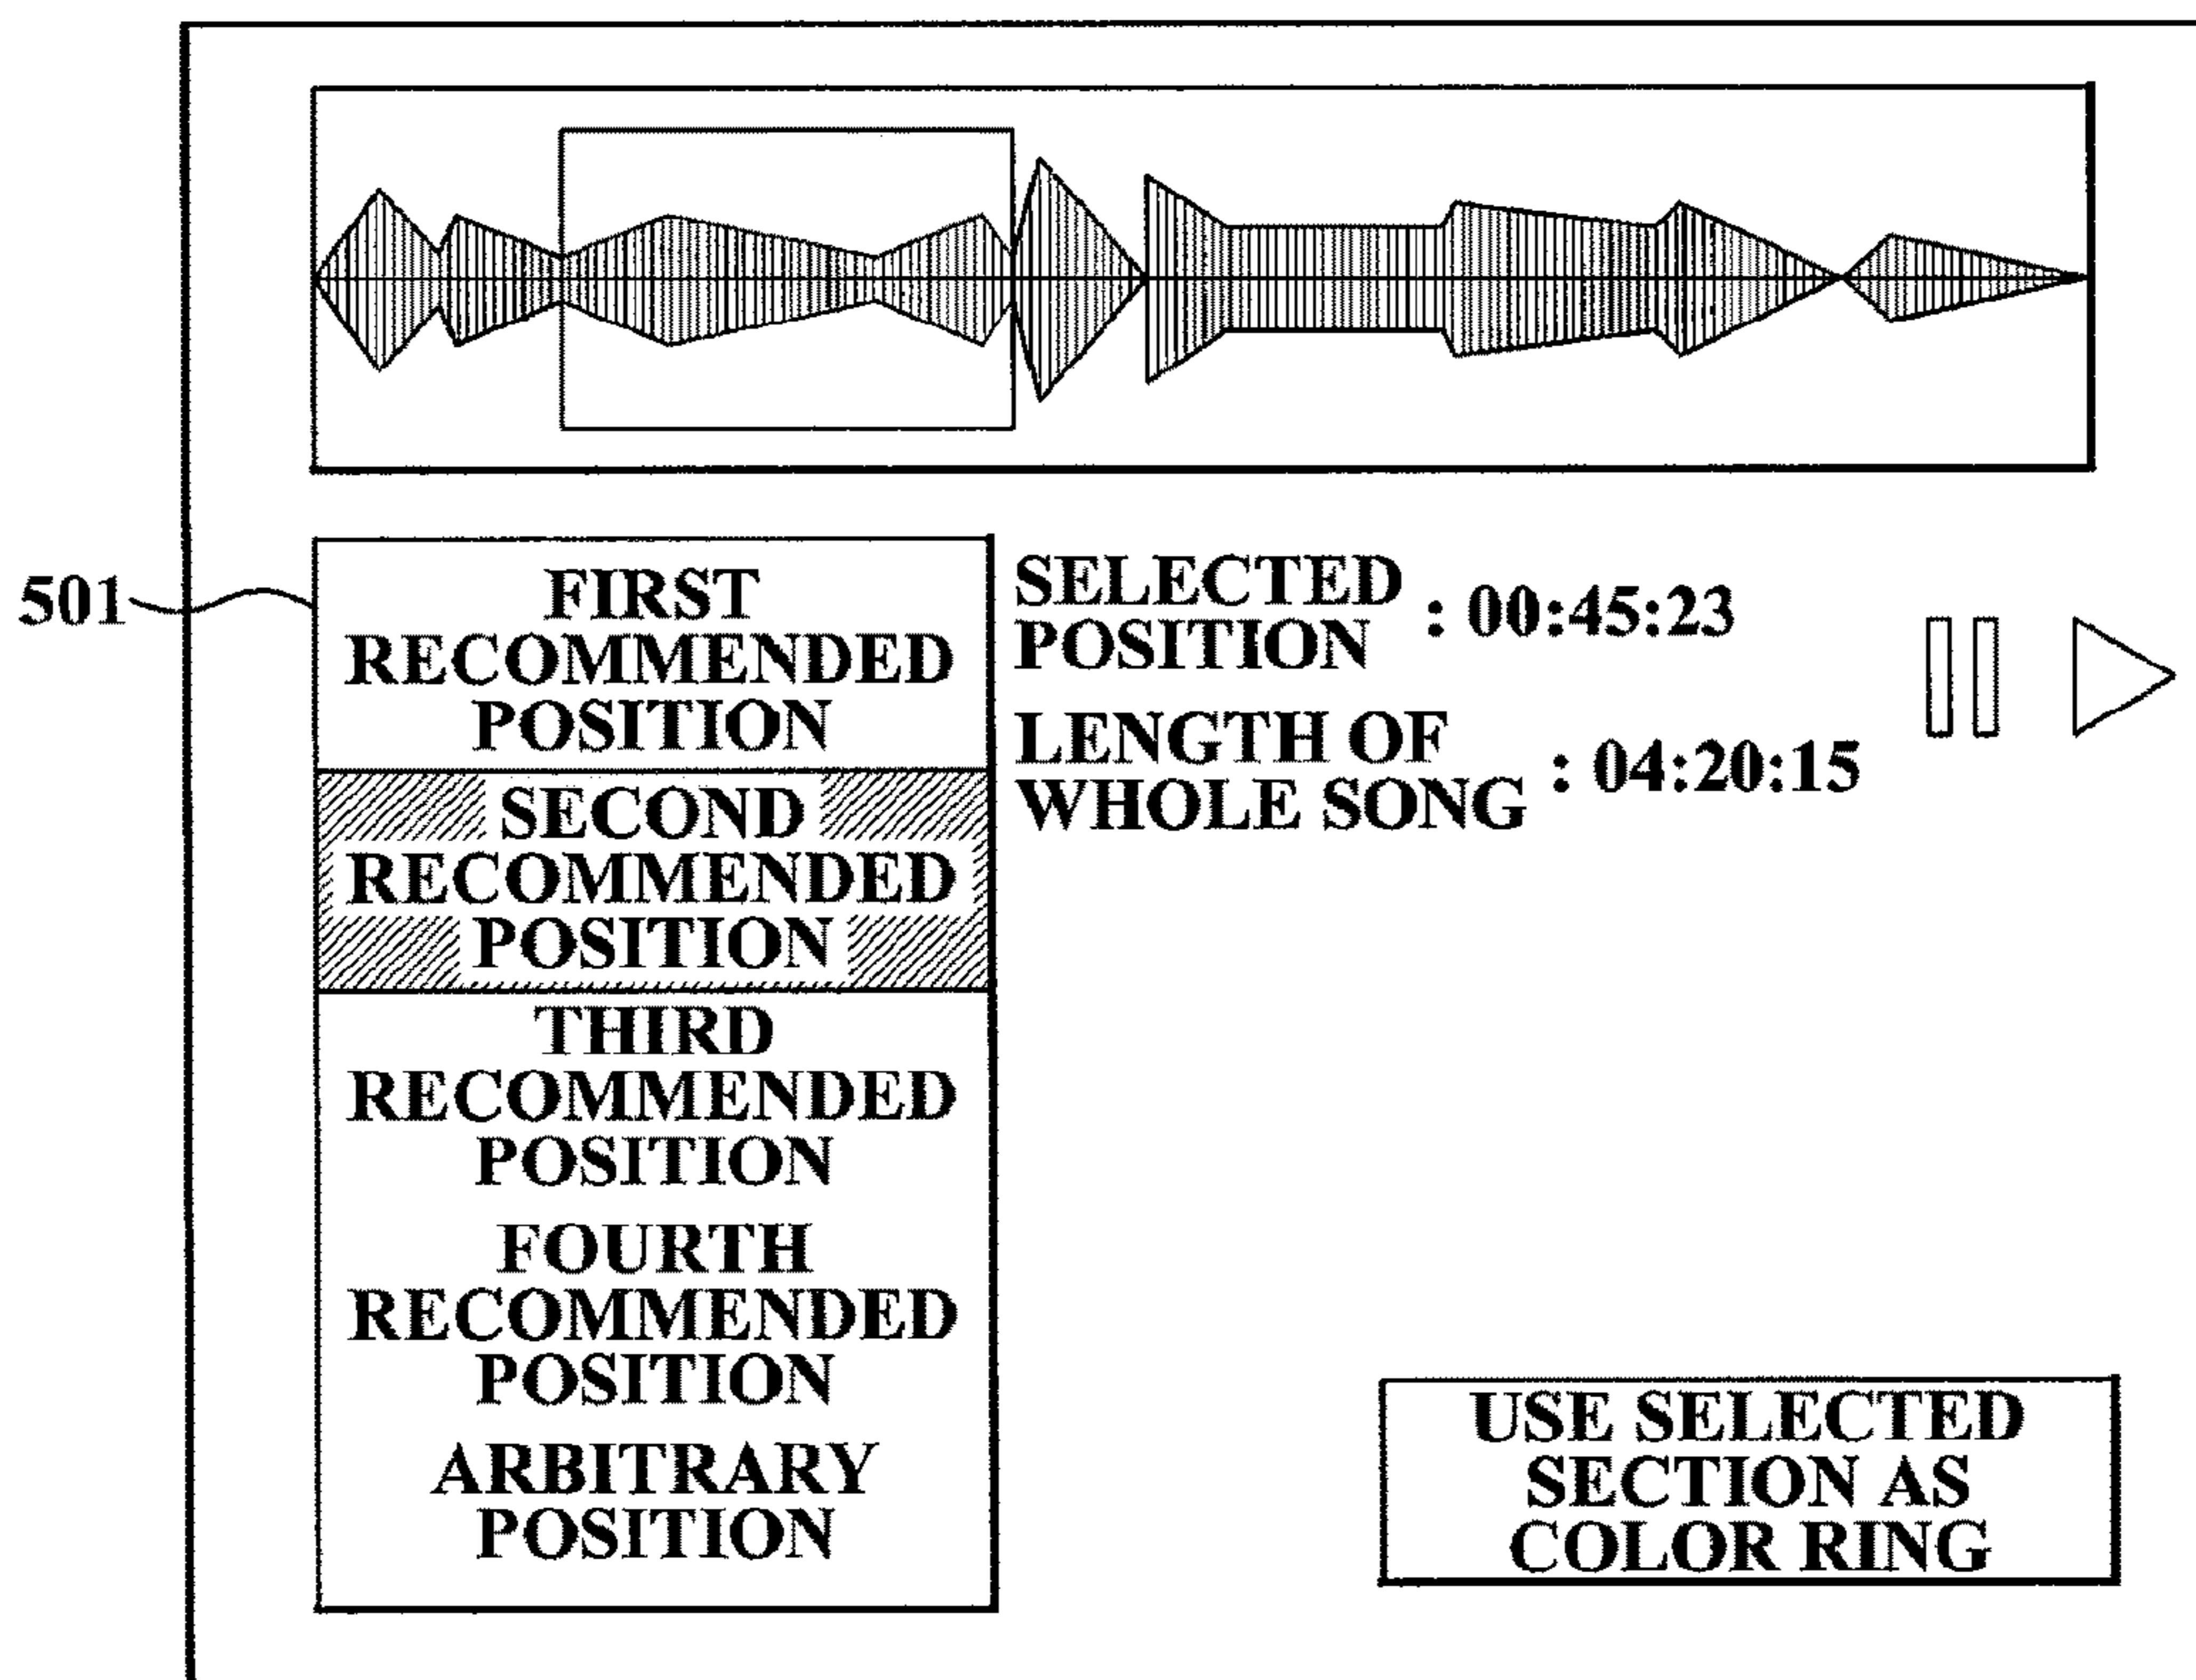 501
FIRST
RECOMMENDED
POSITION
SECOND
RECOMMENDED
POSITION
THIRD
RECOMMENDED
POSITION
FOURTH
RECOMMENDED
POSITION
ARBITRARY
POSITION
SELECTED
POSITION : 00:45:23
LENGTH OF
WHOLE SONG : 04:20:15
USE SELECTED
SECTION AS
COLOR RING